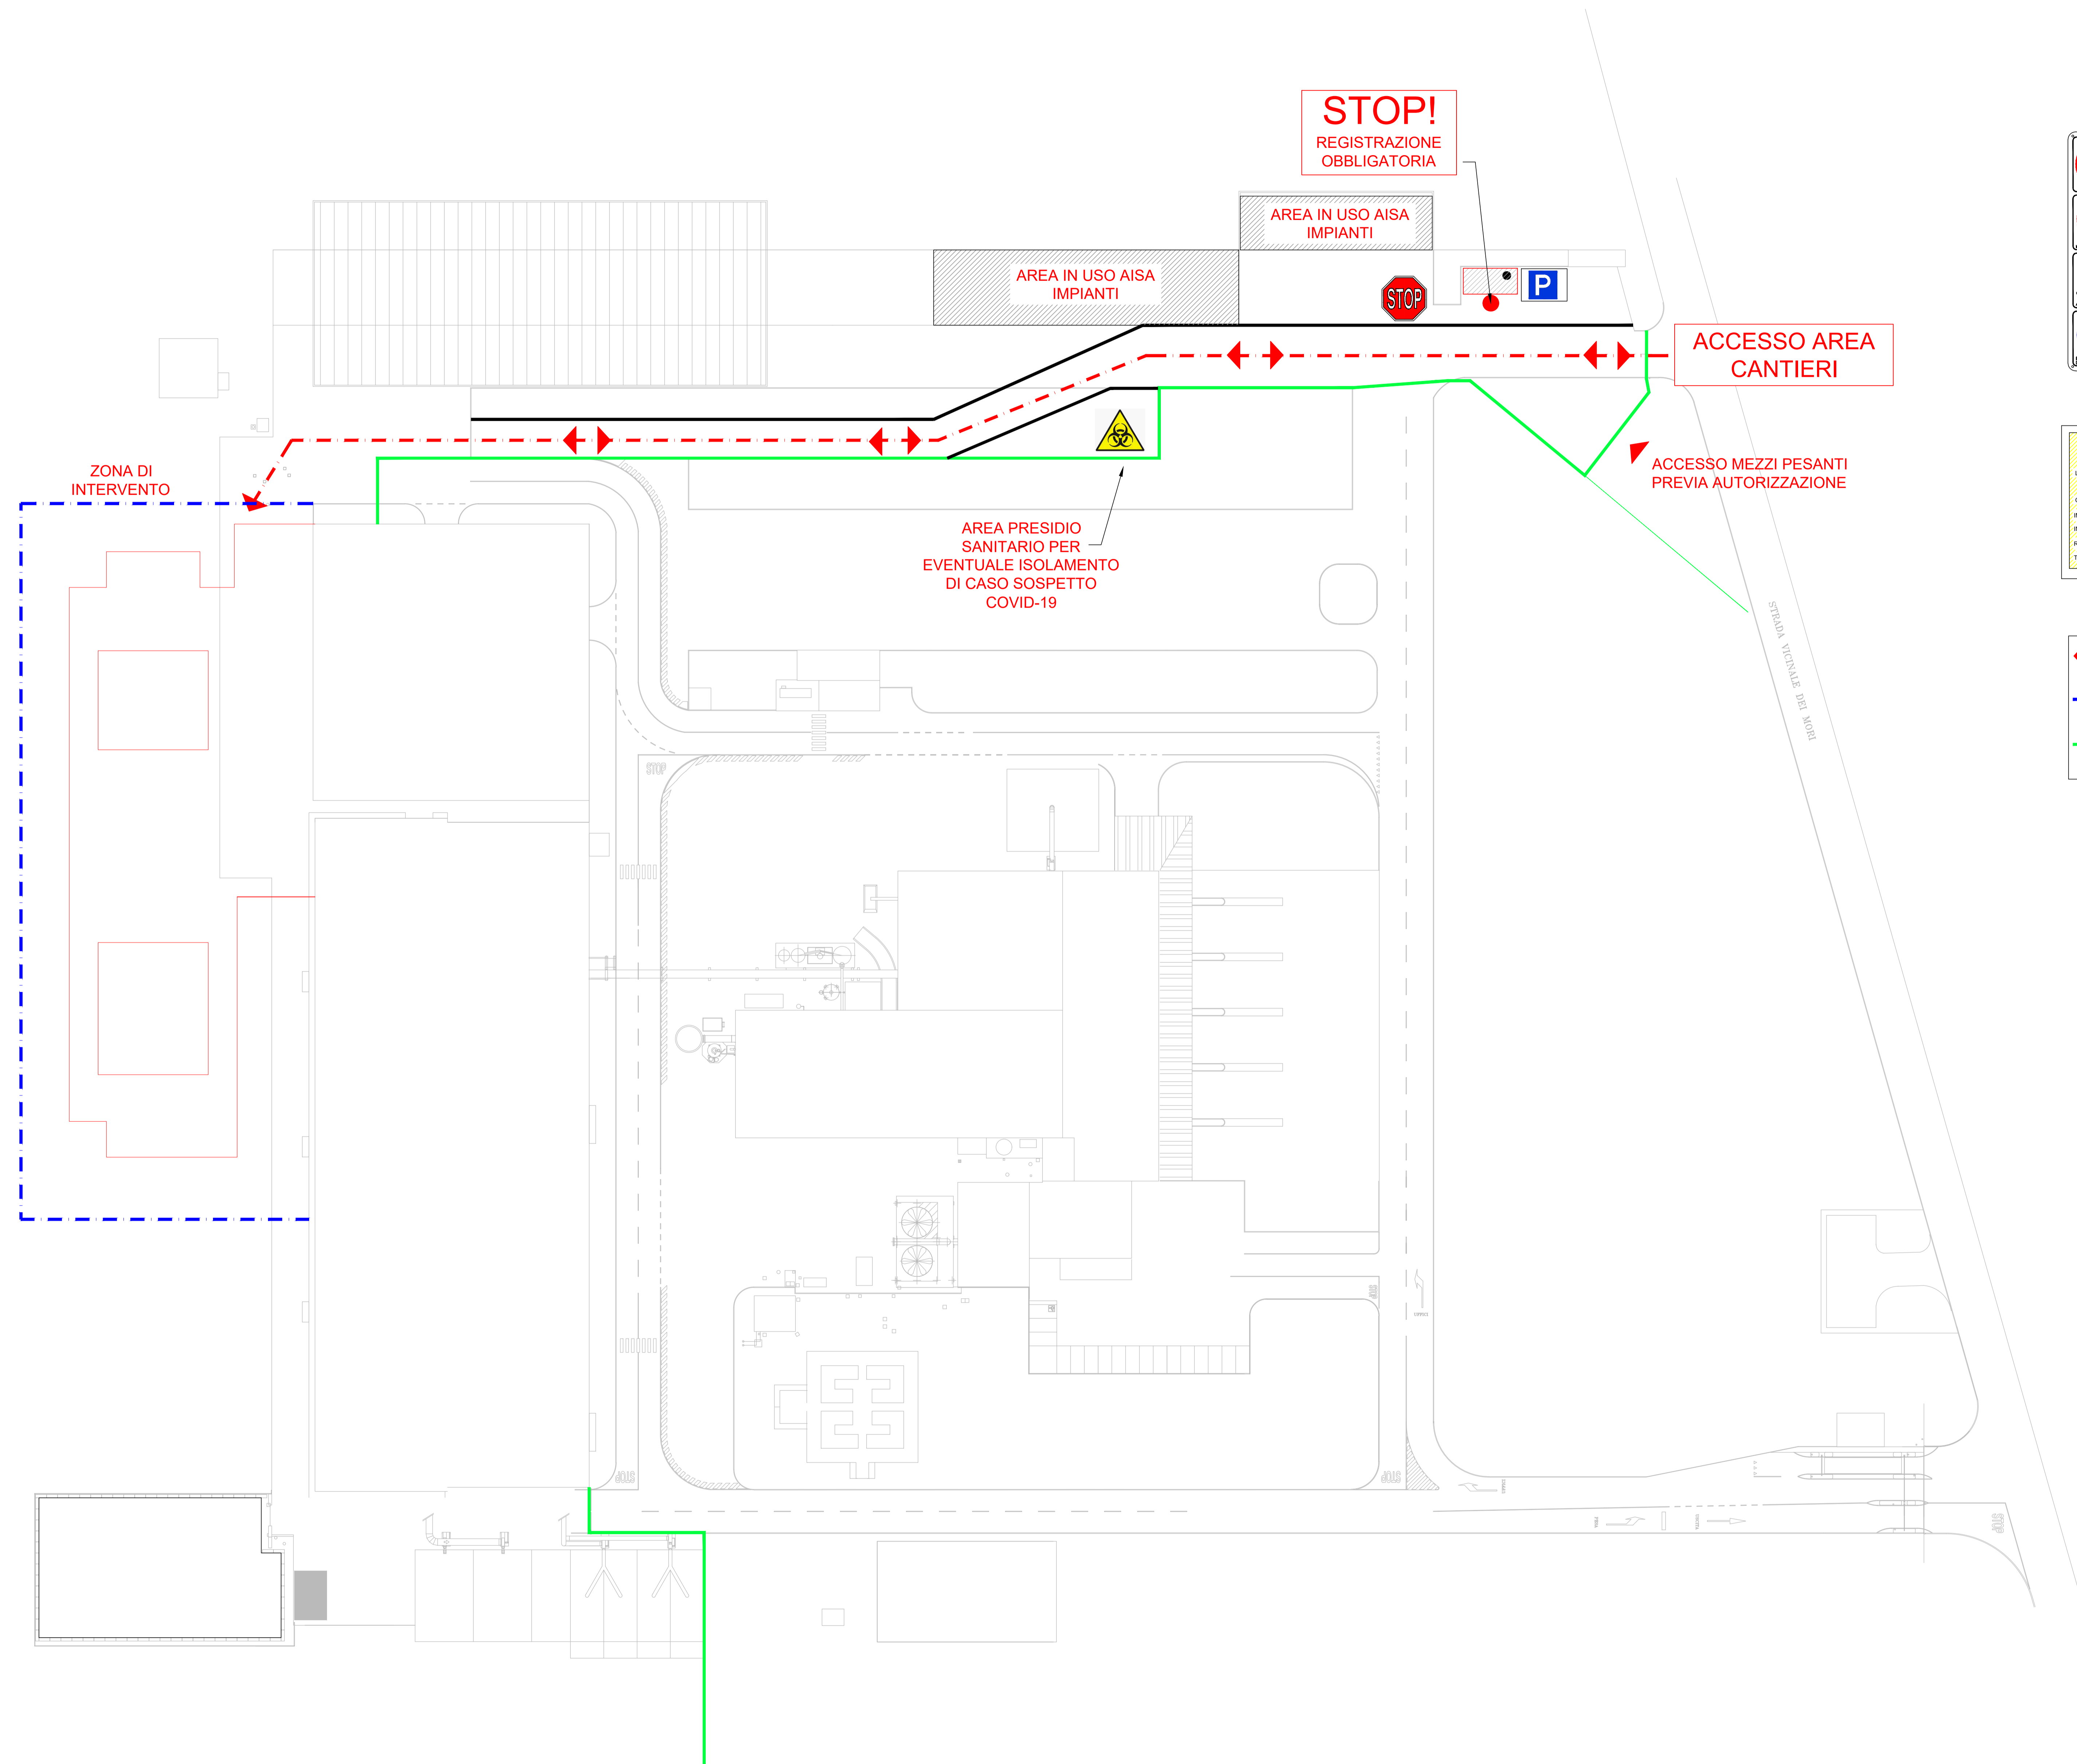 STOP!
REGISTRAZIONE
OBBLIGATORIA
AREA IN USO AISA
IMPIANTI
AREA IN USO AISA
IMPIANTI
STOP
P
ACCESSO AREA
CANTIERI
ZONA DI
INTERVENTO
ACCESSO MEZZI PESANTI
PREVIA AUTORIZZAZIONE
AREA PRESIDIO
SANITARIO PER
EVENTUALE ISOLAMENTO
DI CASO SOSPETTO
COVID-19
STRADA VICINALE DEI MORI
STOP
STOP
STOP
STOP
STOP